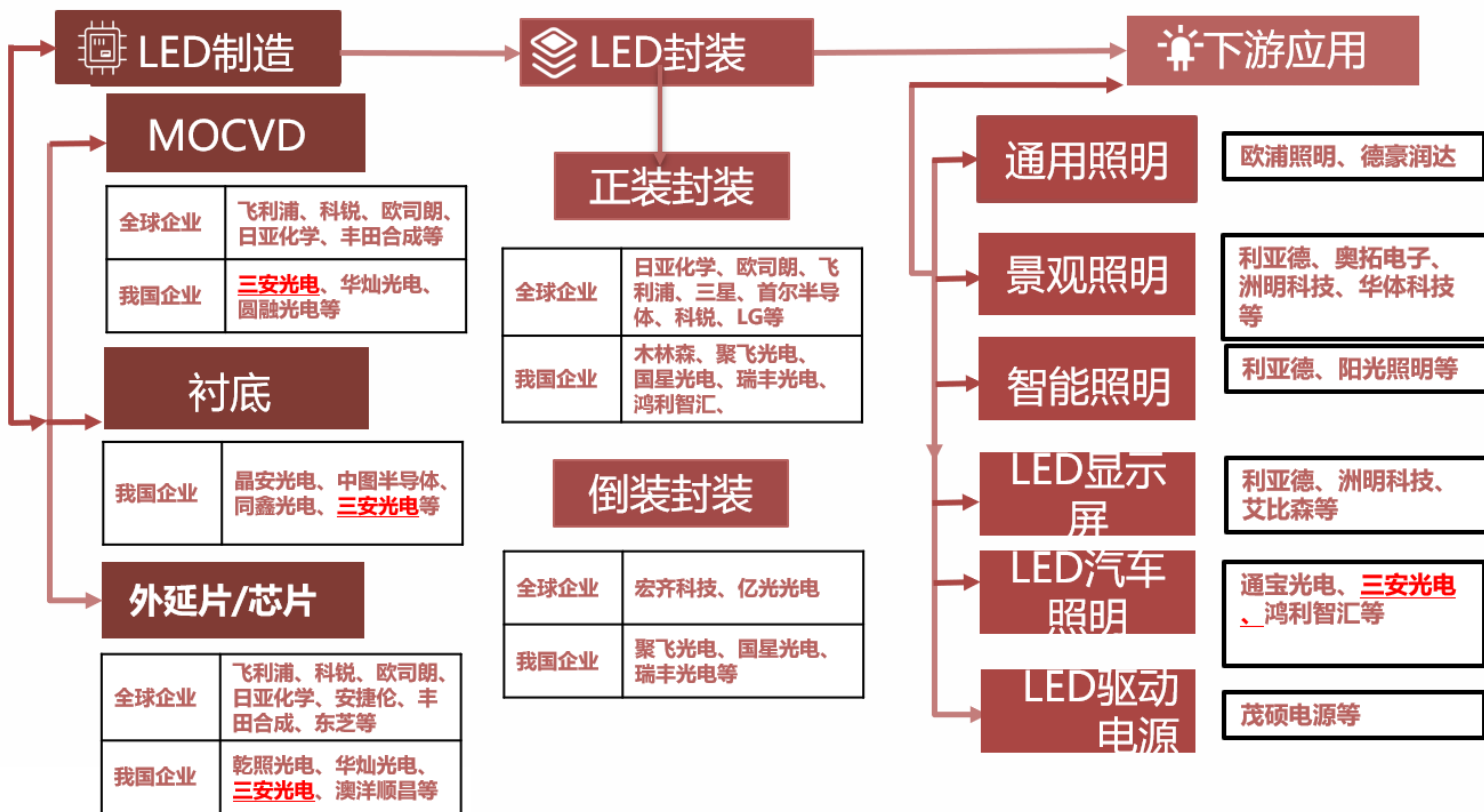 LED制造
LED封装
下游应用
MOCVD
全球企业
飞利浦、科锐、欧司朗、
日亚化学、丰田合成等
我国企业
三安光电、华灿光电、
圆融光电等
衬底
我国企业
晶安光电、中图半导体、
同鑫光电、三安光电等
外延片/芯片
全球企业
飞利浦、科锐、欧司朗、
日亚化学、安捷伦、丰
田合成、东芝等
我国企业
乾照光电、华灿光电、
三安光电、澳洋顺昌等
正装封装
全球企业
日亚化学、欧司朗、飞
利浦、三星、首尔半导
体、科锐、LG等
我国企业
木林森、聚飞光电、
国星光电、瑞丰光电、
鸿利智汇、
倒装封装
全球企业
宏齐科技、亿光光电
我国企业
聚飞光电、国星光电、
瑞丰光电等
通用照明
欧浦照明、德豪润达
景观照明
利亚德、奥拓电子、
洲明科技、华体科技
等
智能照明
利亚德、阳光照明等
LED显示
屏
利亚德、洲明科技、
艾比森等
LED汽车
照明
通宝光电、三安光电
、鸿利智汇等
LED驱动
电源
茂硕电源等